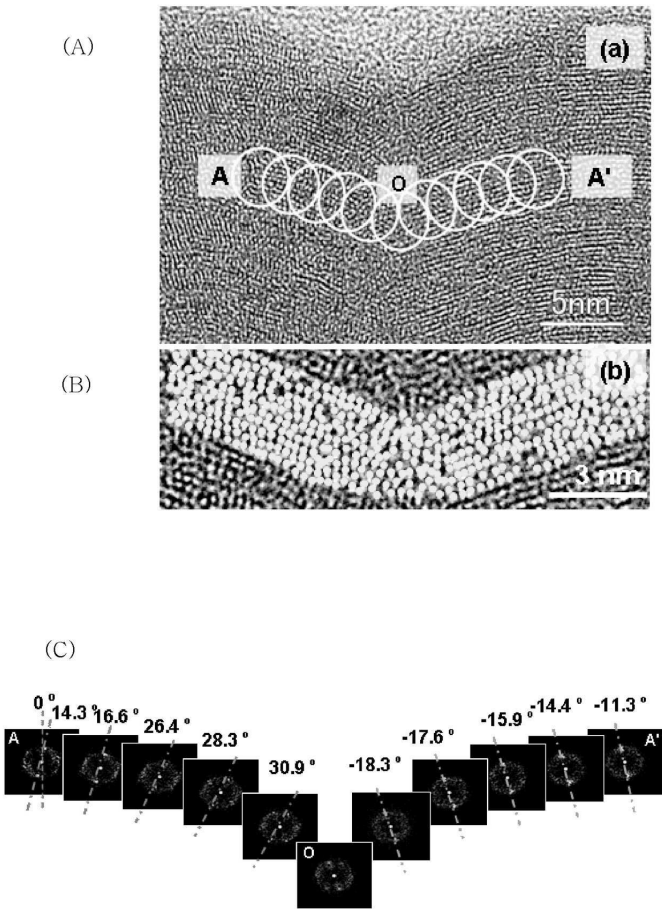 (A)
(a)
A
O
A'
5nm
(B)
(b)
3 nm
(C)
0 o
14.3 o
16.6 o
26.4 o
28.3 o
30.9 o
-18.3 o
-17.6 o
-15.9 o
-14.4 o
-11.3 o
A
A'
O